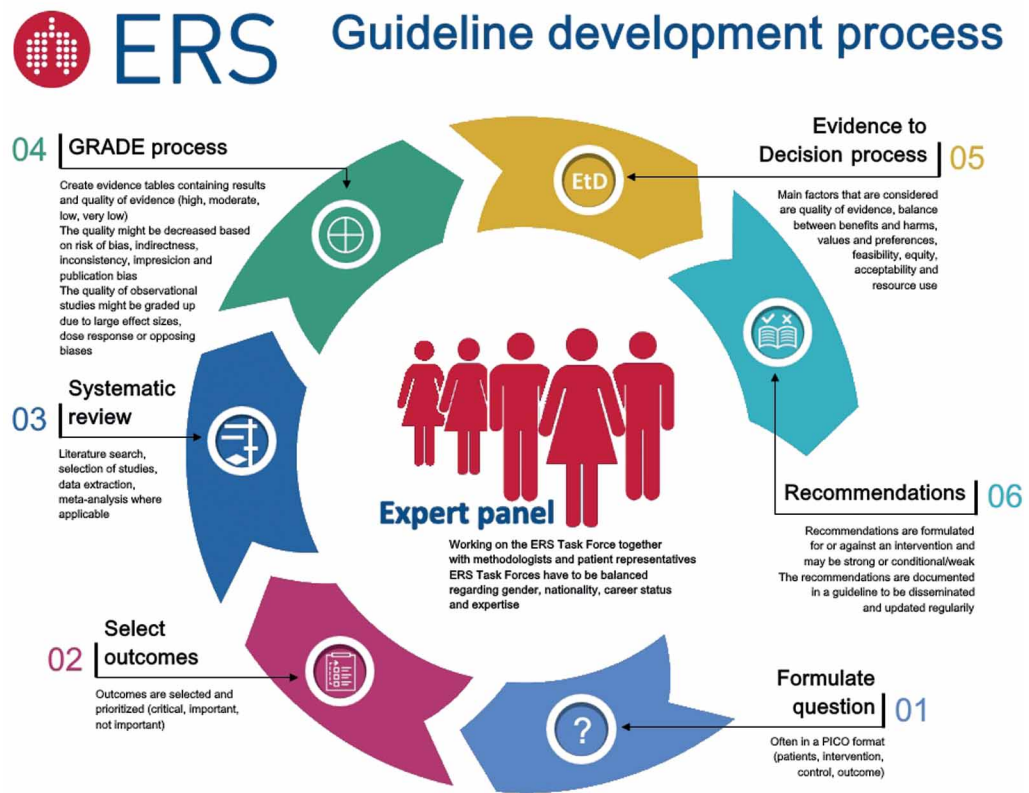 ERS
Guideline development process
04
GRADE process
Create evidence tables containing results
and quality of evidence (high, moderate,
low, very low)
The quality might be decreased based
on risk of bias, indirectness,
inconsistency, impresicion and
publication bias
The quality of observational
studies might be graded up
due to large effect sizes,
dose response or opposing
biases
EtD
Evidence to
Decision process
05
Main factors that are considered
are quality of evidence, balance
between benefits and harms,
values and preferences,
feasibility, equity,
acceptability and
resource use
03
Systematic
review
Literature search,
selection of studies,
data extraction,
meta-analysis where
applicable
Expert panel
Working on the ERS Task Force together
with methodologists and patient representatives
ERS Task Forces have to be balanced
regarding gender, nationality, career status
and expertise
Recommendations
06
Recommendations are formulated
for or against an intervention and
may be strong or conditional/weak
The recommendations are documented
in a guideline to be disseminated
and updated regularily
02
Select
outcomes
Outcomes are selected and
prioritized (critical, important,
not important)
?
Formulate
question
01
Often in a PICO format
(patients, intervention,
control, outcome)